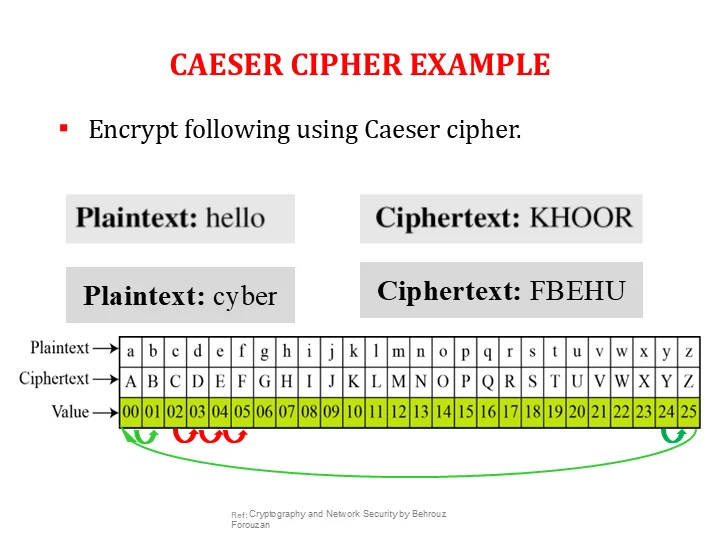 CAESER CIPHER EXAMPLE
▪ Encrypt following using Caeser cipher.
Plaintext: hello
Ciphertext: KHOOR
Plaintext: cyber
Ciphertext: FBEHU
Plaintext a b c d e f g h i j k l m n o p q r s t u v w x y z
Ciphertext A B C D E F G H I J K L M N O P Q R S T U V W X Y Z
Value 00 01 02 03 04 05 06 07 08 09 10 11 12 13 14 15 16 17 18 19 20 21 22 23 24 25
Ref: Cryptography and Network Security by Behrouz
Forouzan